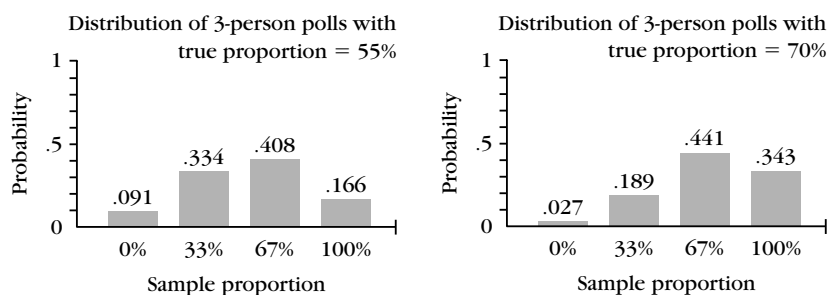 Distribution of 3-person polls with
true proportion = 55%
Probability
1
.5
0
.091
.334
.408
.166
0% 33% 67% 100%
Sample proportion
Distribution of 3-person polls with
true proportion = 70%
Probability
1
.5
0
.027
.189
.441
.343
0% 33% 67% 100%
Sample proportion